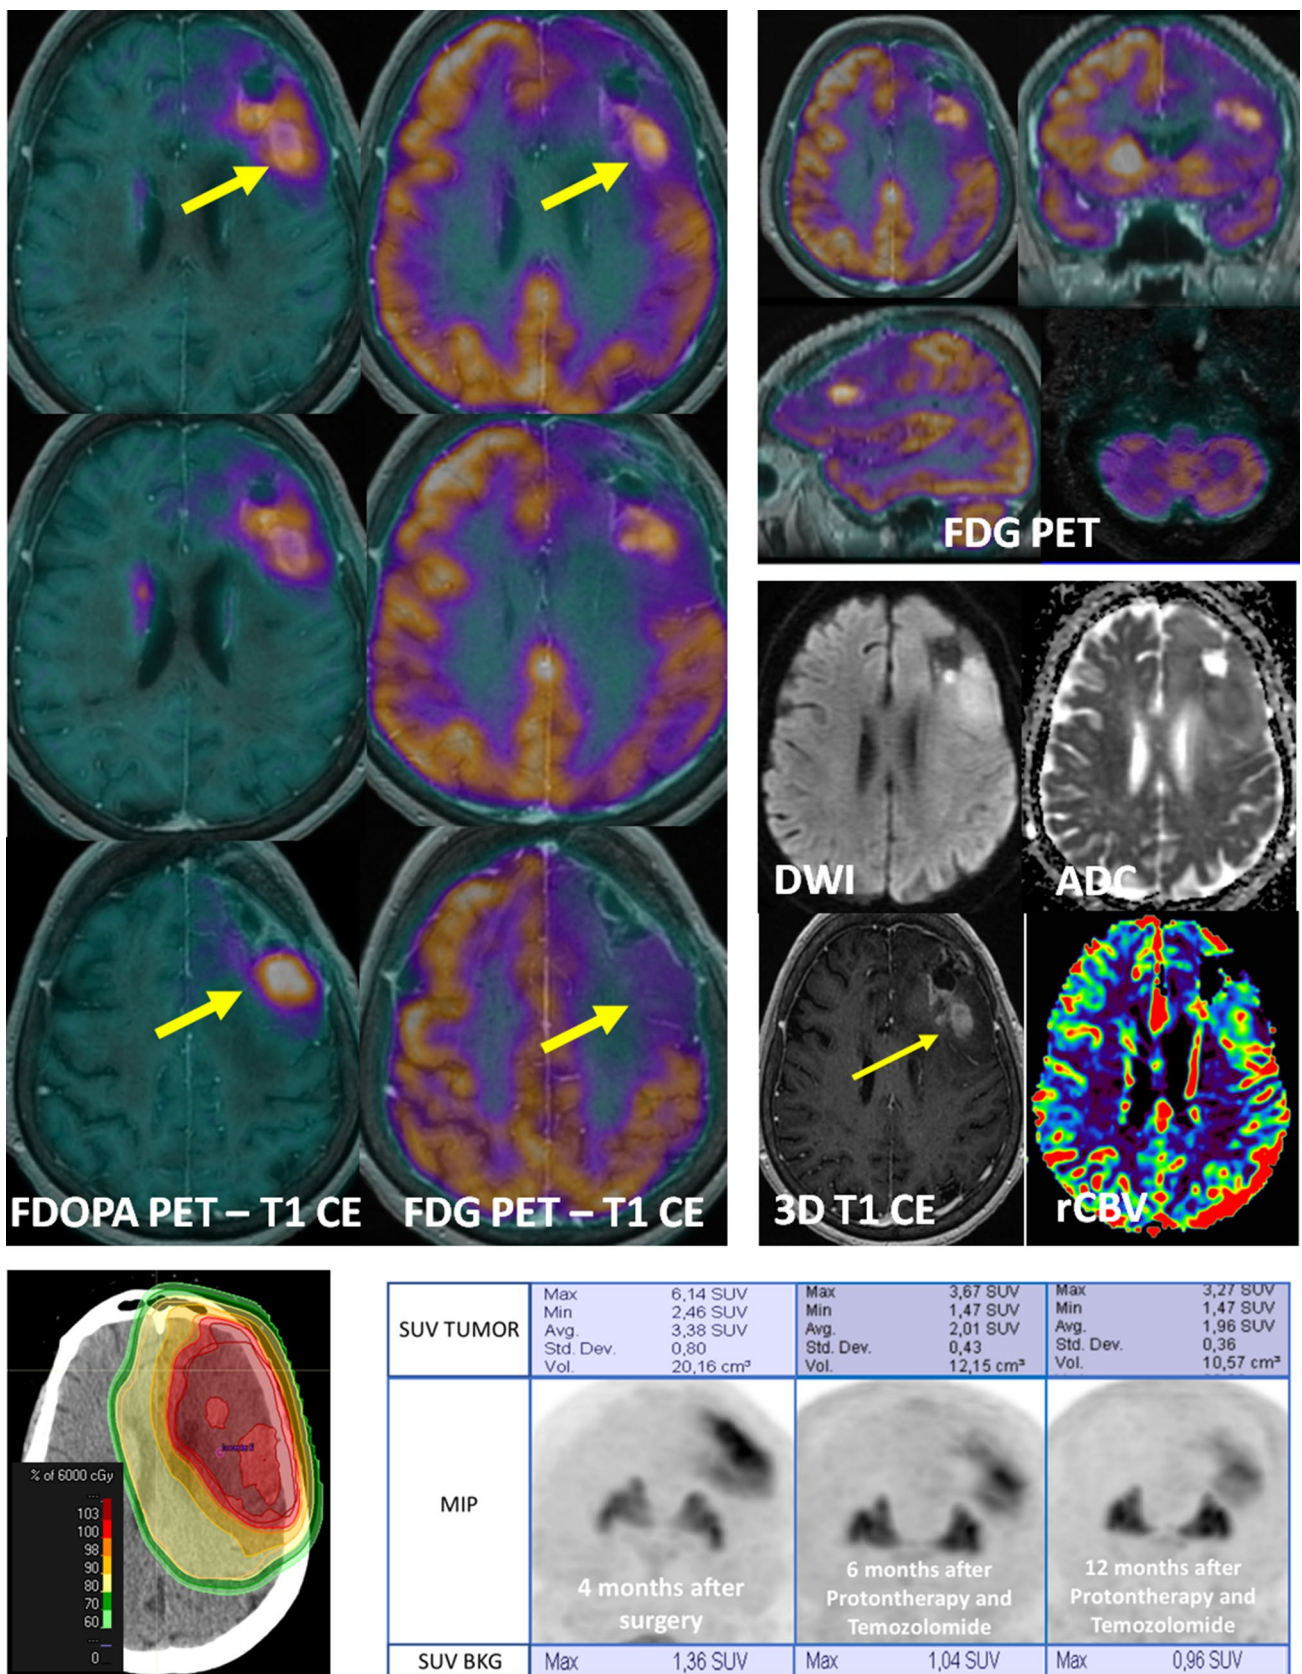 FDG PET
DWI
ADC
FDOPA PET – T1 CE
FDG PET – T1 CE
3D T1 CE
rCBV
% of 6000 cGy
103
100
98
90
80
70
60
0
SUV TUMOR
Max 6,14 SUV
Min 2,46 SUV
Avg. 3,38 SUV
Std. Dev. 0,80
Vol. 20,16 cm³
Max 3,67 SUV
Min 1,47 SUV
Avg. 2,01 SUV
Std. Dev. 0,43
Vol. 12,15 cm³
Max 3,27 SUV
Min 1,47 SUV
Avg. 1,96 SUV
Std. Dev. 0,36
Vol. 10,57 cm³
MIP
4 months after
surgery
6 months after
Protontherapy and
Temozolomide
12 months after
Protontherapy and
Temozolomide
SUV BKG
Max 1,36 SUV
Max 1,04 SUV
Max 0,96 SUV